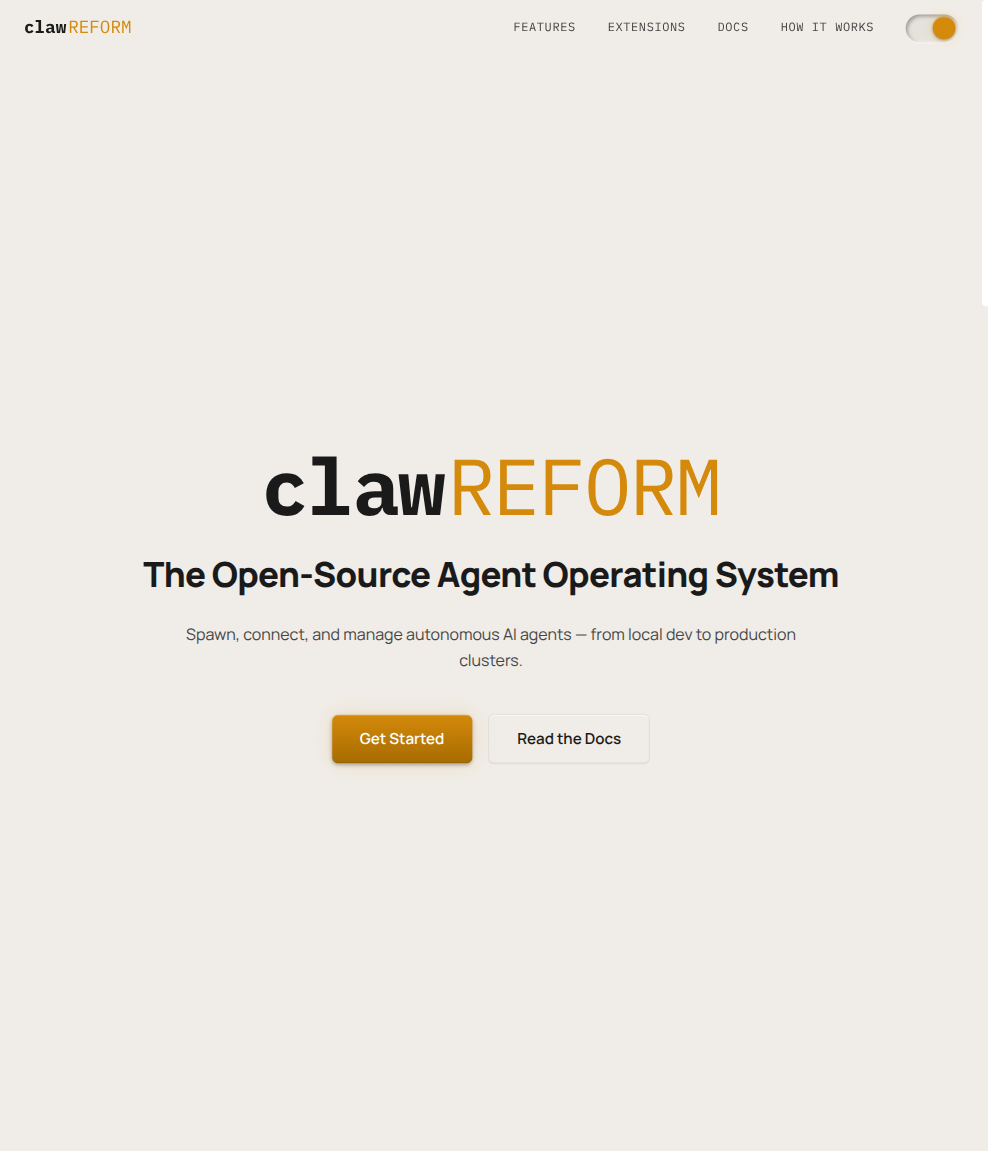 clawREFORM FEATURES EXTENSIONS DOCS HOW IT WORKS
clawREFORM
The Open-Source Agent Operating System
Spawn, connect, and manage autonomous AI agents — from local dev to production
clusters.
Get Started Read the Docs